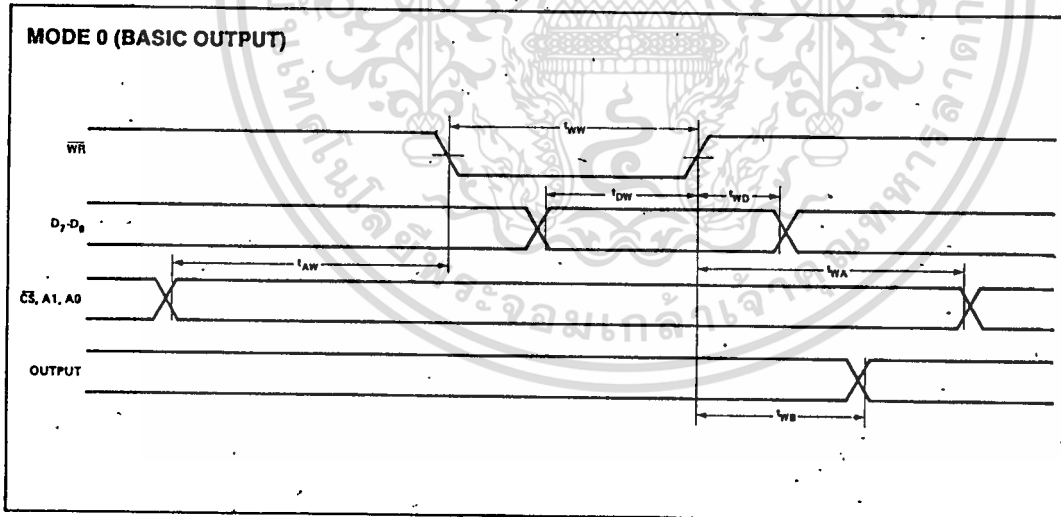 MODE 0 (BASIC OUTPUT)
tWW
WR
tDW
tWD
D7-D0
tAW
tWA
CS, A1, A0
OUTPUT
tWB